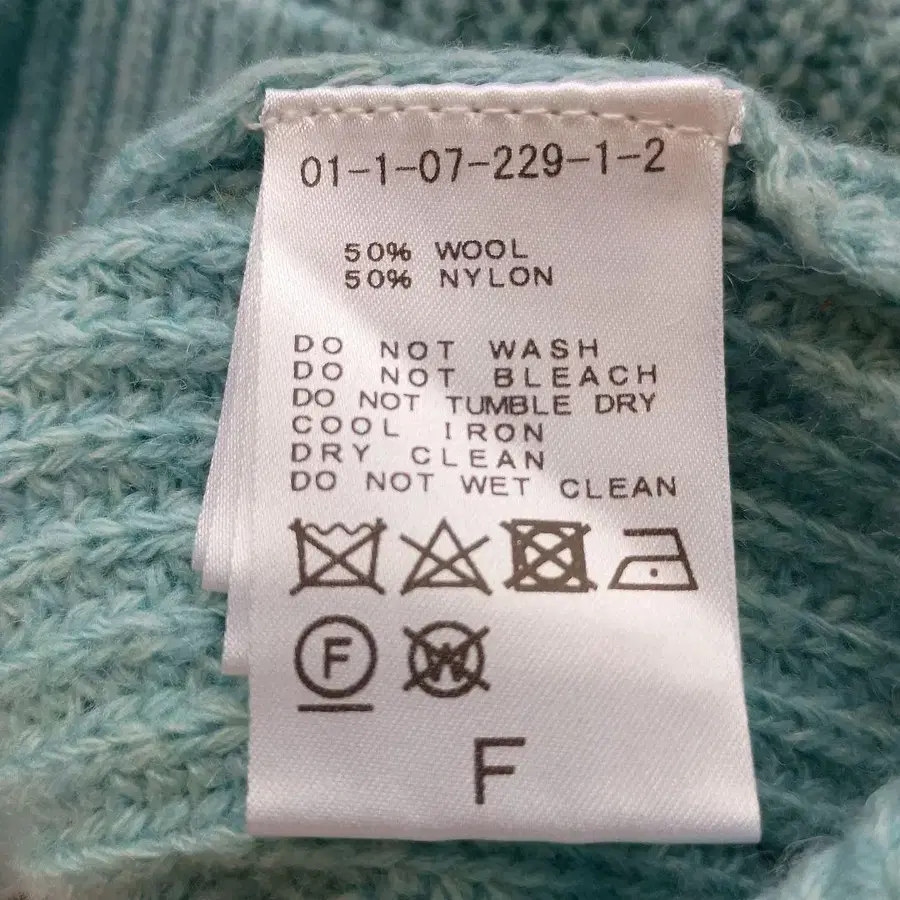 01-1-07-229-1-2
50% WOOL
50% NYLON
DO NOT WASH
DO NOT BLEACH
DO NOT TUMBLE DRY
COOL IRON
DRY CLEAN
DO NOT WET CLEAN
F W
F